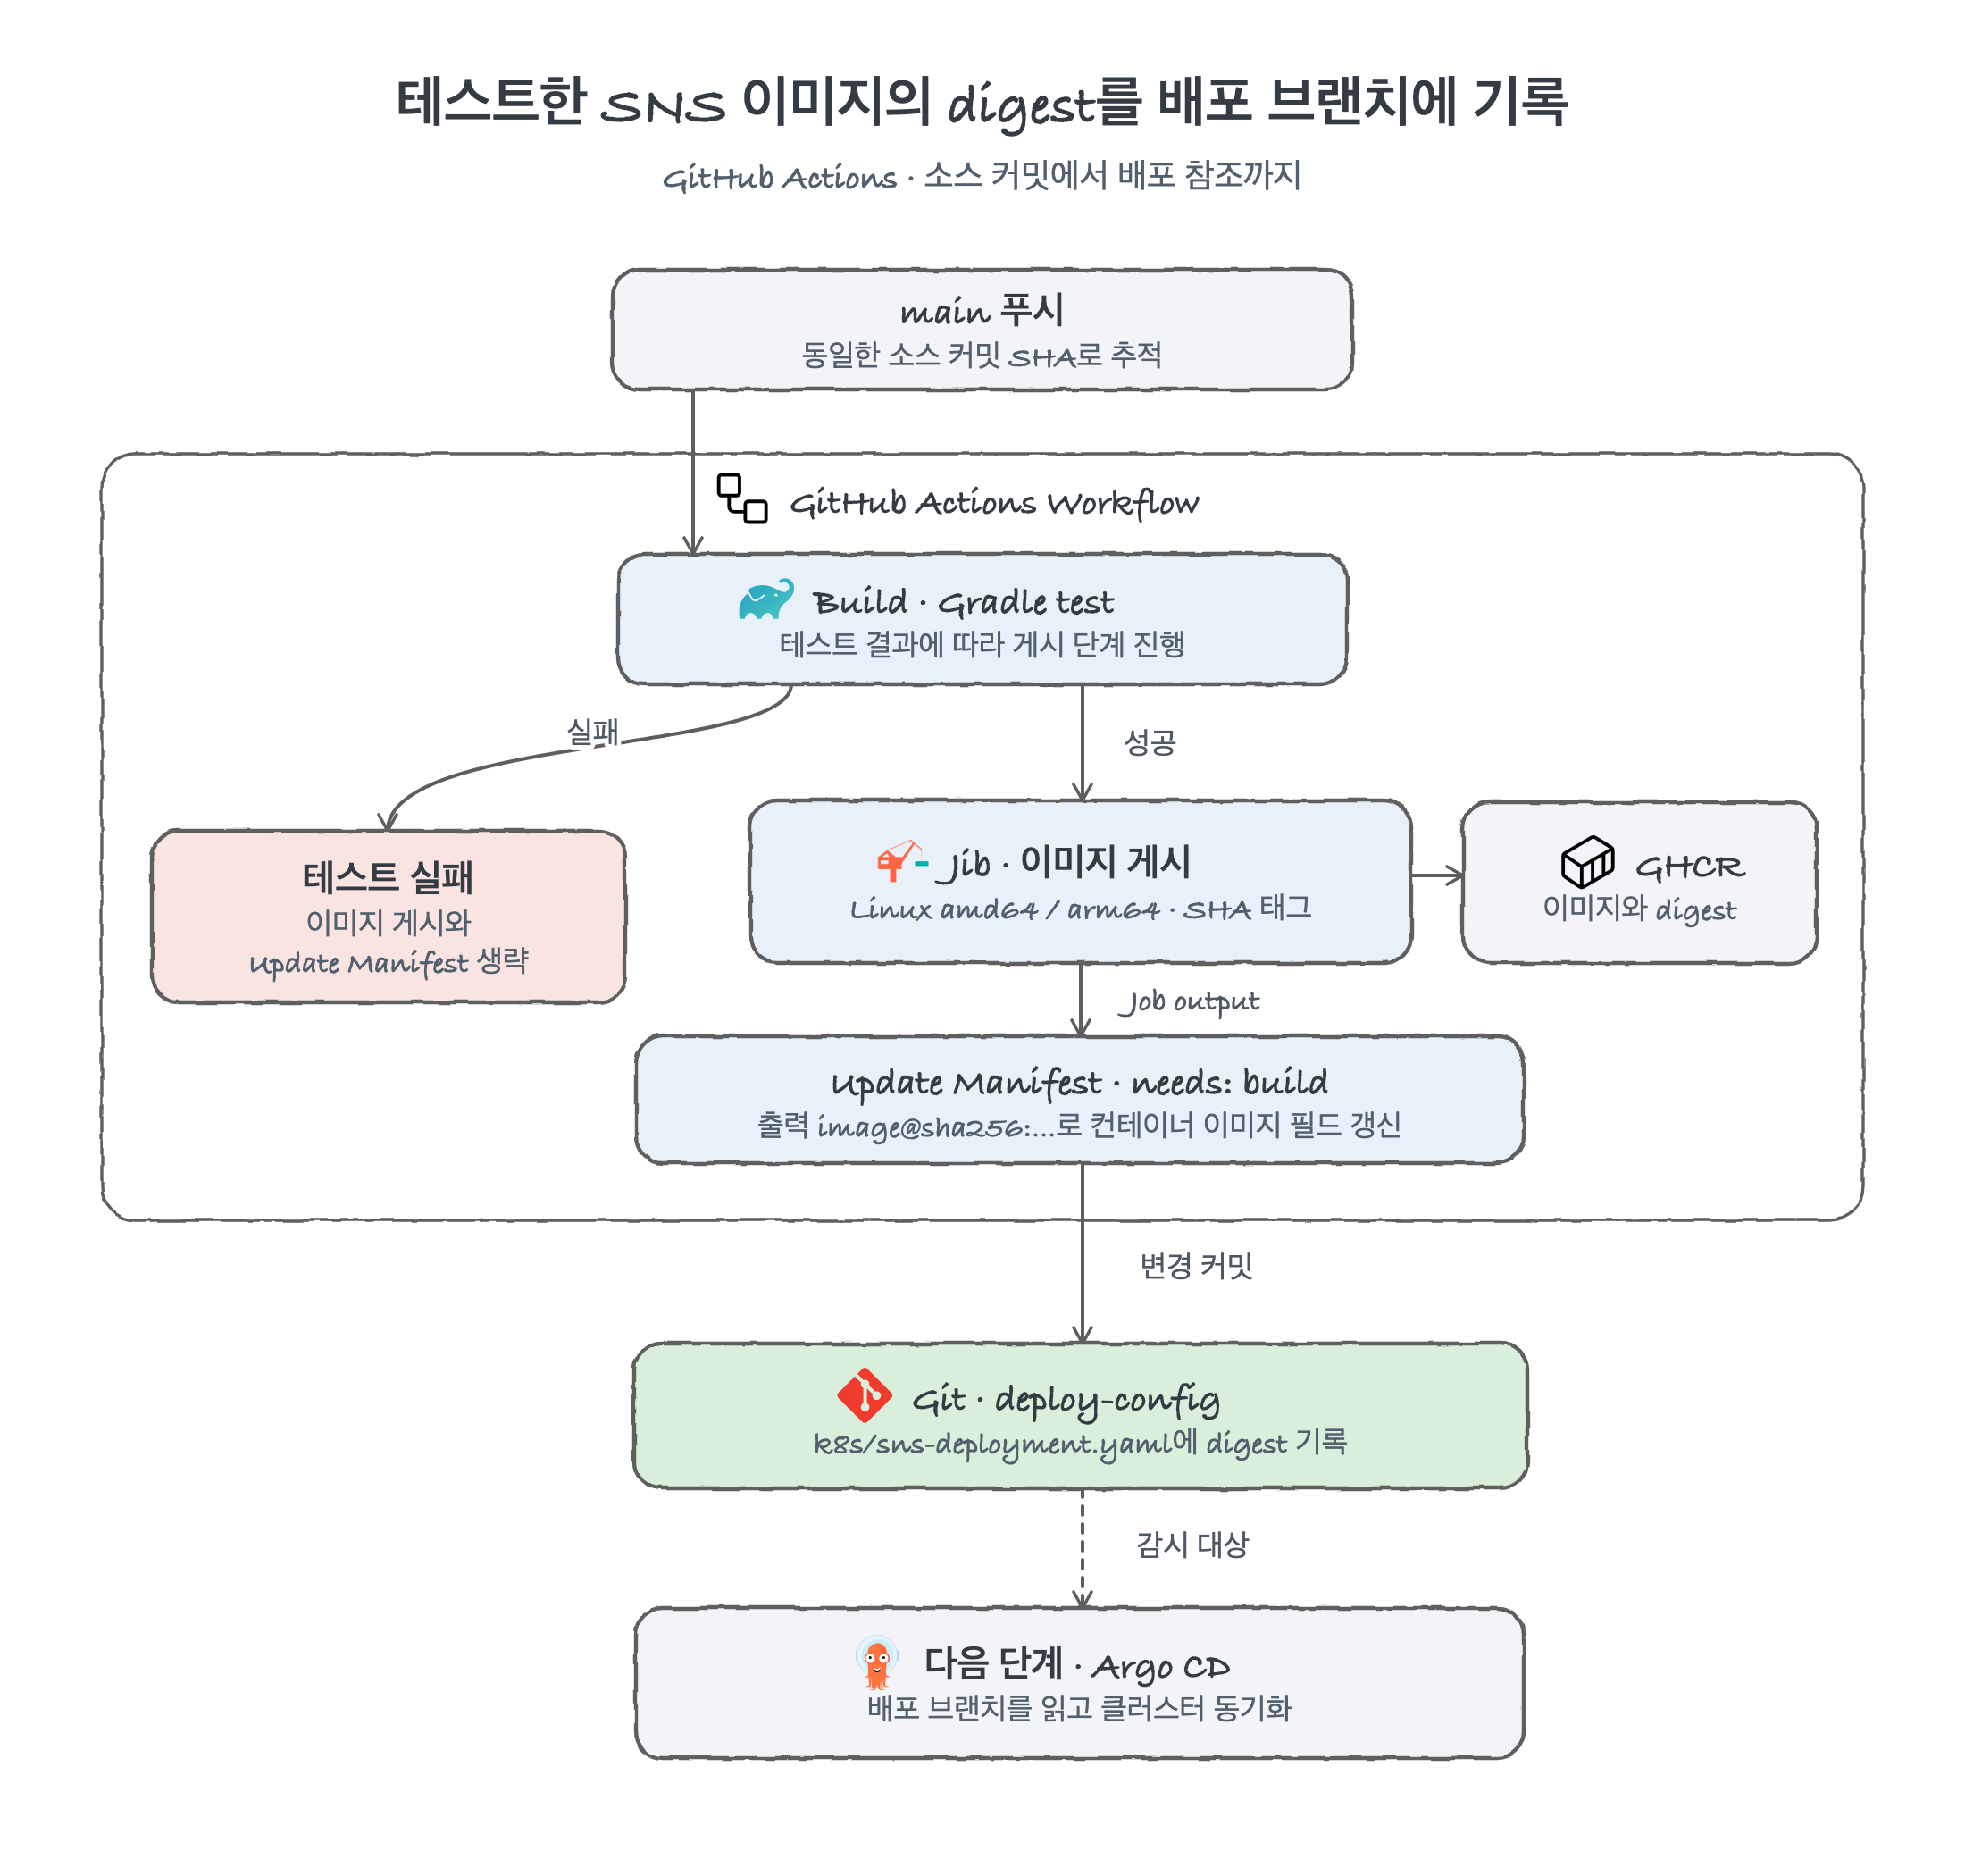 테스트한 SNS 이미지의 digest를 배포 브랜치에 기록
GitHub Actions · 소스 커밋에서 배포 참조까지
main 푸시
동일한 소스 커밋 SHA로 추적
GitHub Actions Workflow
Build · Gradle test
테스트 결과에 따라 게시 단계 진행
실패
성공
테스트 실패
이미지 게시와
Update Manifest 생략
Jib · 이미지 게시
Linux amd64 / arm64 · SHA 태그
GHCR
이미지와 digest
Job output
Update Manifest · needs: build
출력 image@sha256:...로 컨테이너 이미지 필드 갱신
변경 커밋
Git · deploy-config
k8s/sns-deployment.yaml에 digest 기록
감시 대상
다음 단계 · Argo CD
배포 브랜치를 읽고 클러스터 동기화